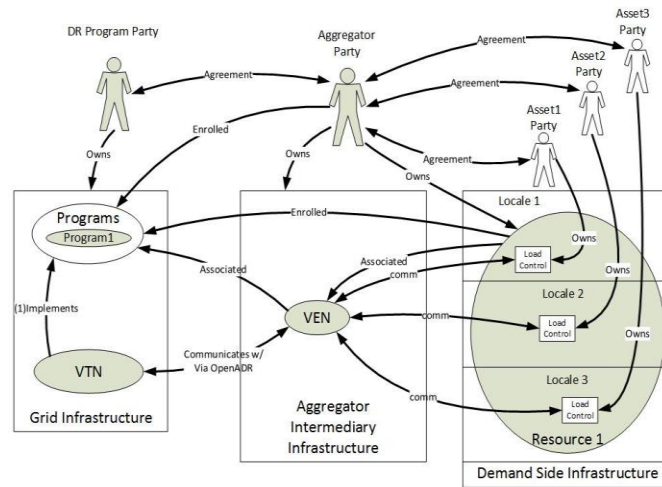 DR Program Party
Aggregator
Party
Asset3
Party
Asset2
Party
Asset1
Party
Agreement
Agreement
Agreement
Agreement
Enrolled
Owns
Owns
Owns
Locale 1
Programs
Program1
Enrolled
Associated
Associated
comm
Load
Control
Owns
Owns
Owns
Locale 2
(1)Implements
VEN
comm
Load
Control
VTN
Communicates w/
Via OpenADR
comm
Locale 3
Load
Control
Grid Infrastructure
Aggregator
Intermediary
Infrastructure
Resource 1
Demand Side Infrastructure